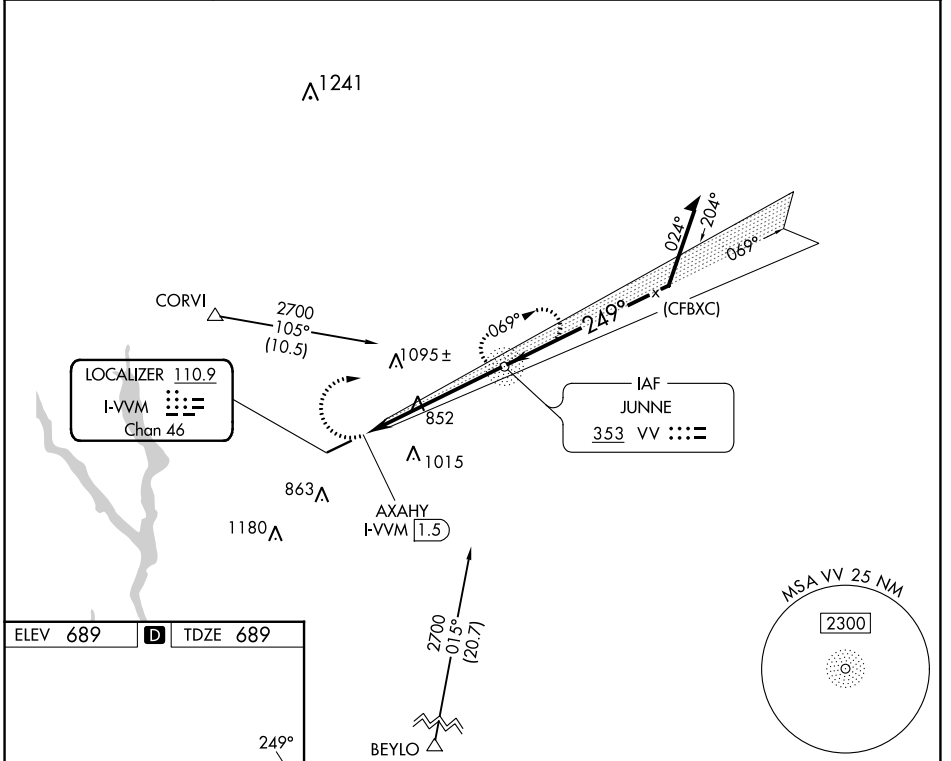 1241
024°
204°
069°
CORVI
2700
105°
(10.5)
069°
249°
(CFBXC)
1095 ±
LOCALIZER 110.9
I-VVM
Chan 46
IAF
JUNNE
353 VV
852
1015
863
AXAHY
I-VVM 1.5
1180
MSA VV 25 NM
2300
2700
015°
(20.7)
ELEV 689 D TDZE 689
249°
BEYLO